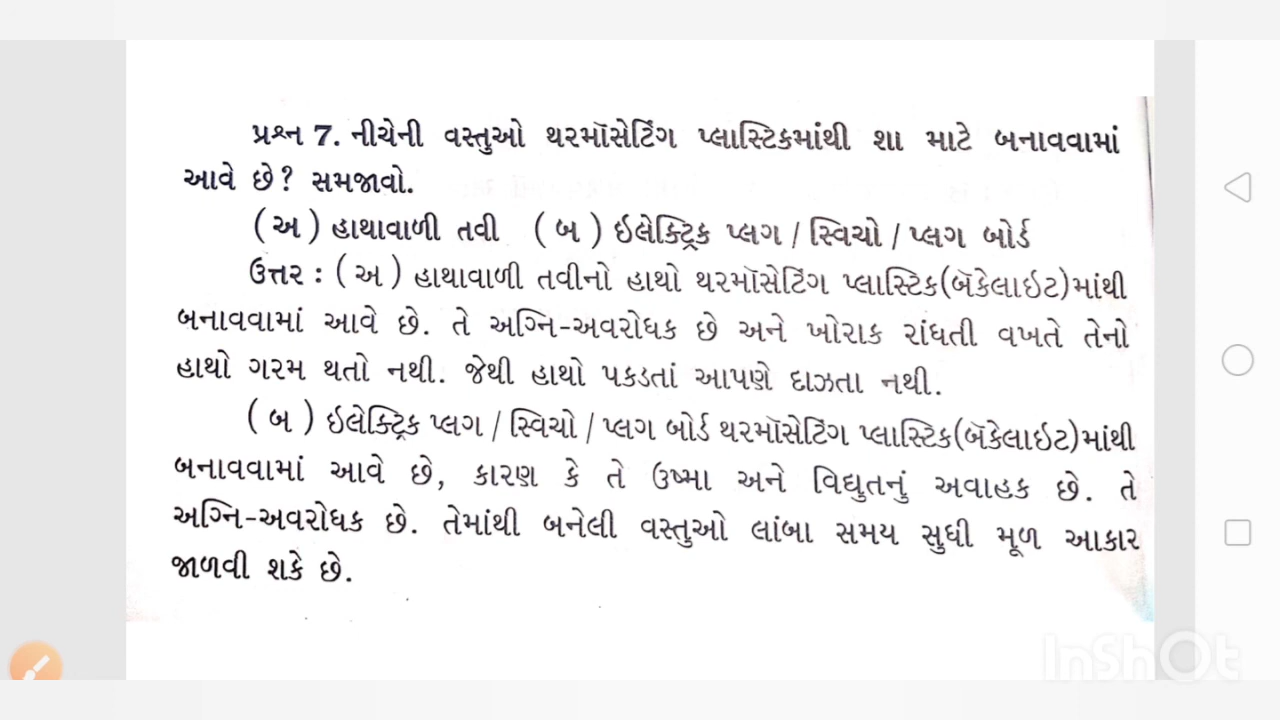 પ્રશ્ન 7. નીચેની વસ્તુઓ થરમૉસેટિંગ પ્લાસ્ટિકમાંથી શા માટે બનાવવામાં
આવે છે? સમજાવો.
(અ) હાથાવાળી તવી (બ) ઇલેક્ટ્રિક પ્લગ / સ્વિચો / પ્લગ બોર્ડ
ઉત્તર : (અ) હાથાવાળી તવીનો હાથો થરમૉસેટિંગ પ્લાસ્ટિક(બૅકેલાઇટ)માંથી
બનાવવામાં આવે છે. તે અગ્નિ-અવરોધક છે અને ખોરાક રાંધતી વખતે તેનો
હાથો ગરમ થતો નથી. જેથી હાથો પકડતાં આપણે દાઝતા નથી.
(બ) ઇલેક્ટ્રિક પ્લગ / સ્વિચો / પ્લગ બોર્ડ થરમૉસેટિંગ પ્લાસ્ટિક(બૅકેલાઇટ)માંથી
બનાવવામાં આવે છે, કારણ કે તે ઉષ્મા અને વિદ્યુતનું અવાહક છે. તે
અગ્નિ-અવરોધક છે. તેમાંથી બનેલી વસ્તુઓ લાંબા સમય સુધી મૂળ આકાર
જાળવી શકે છે.
InShOt